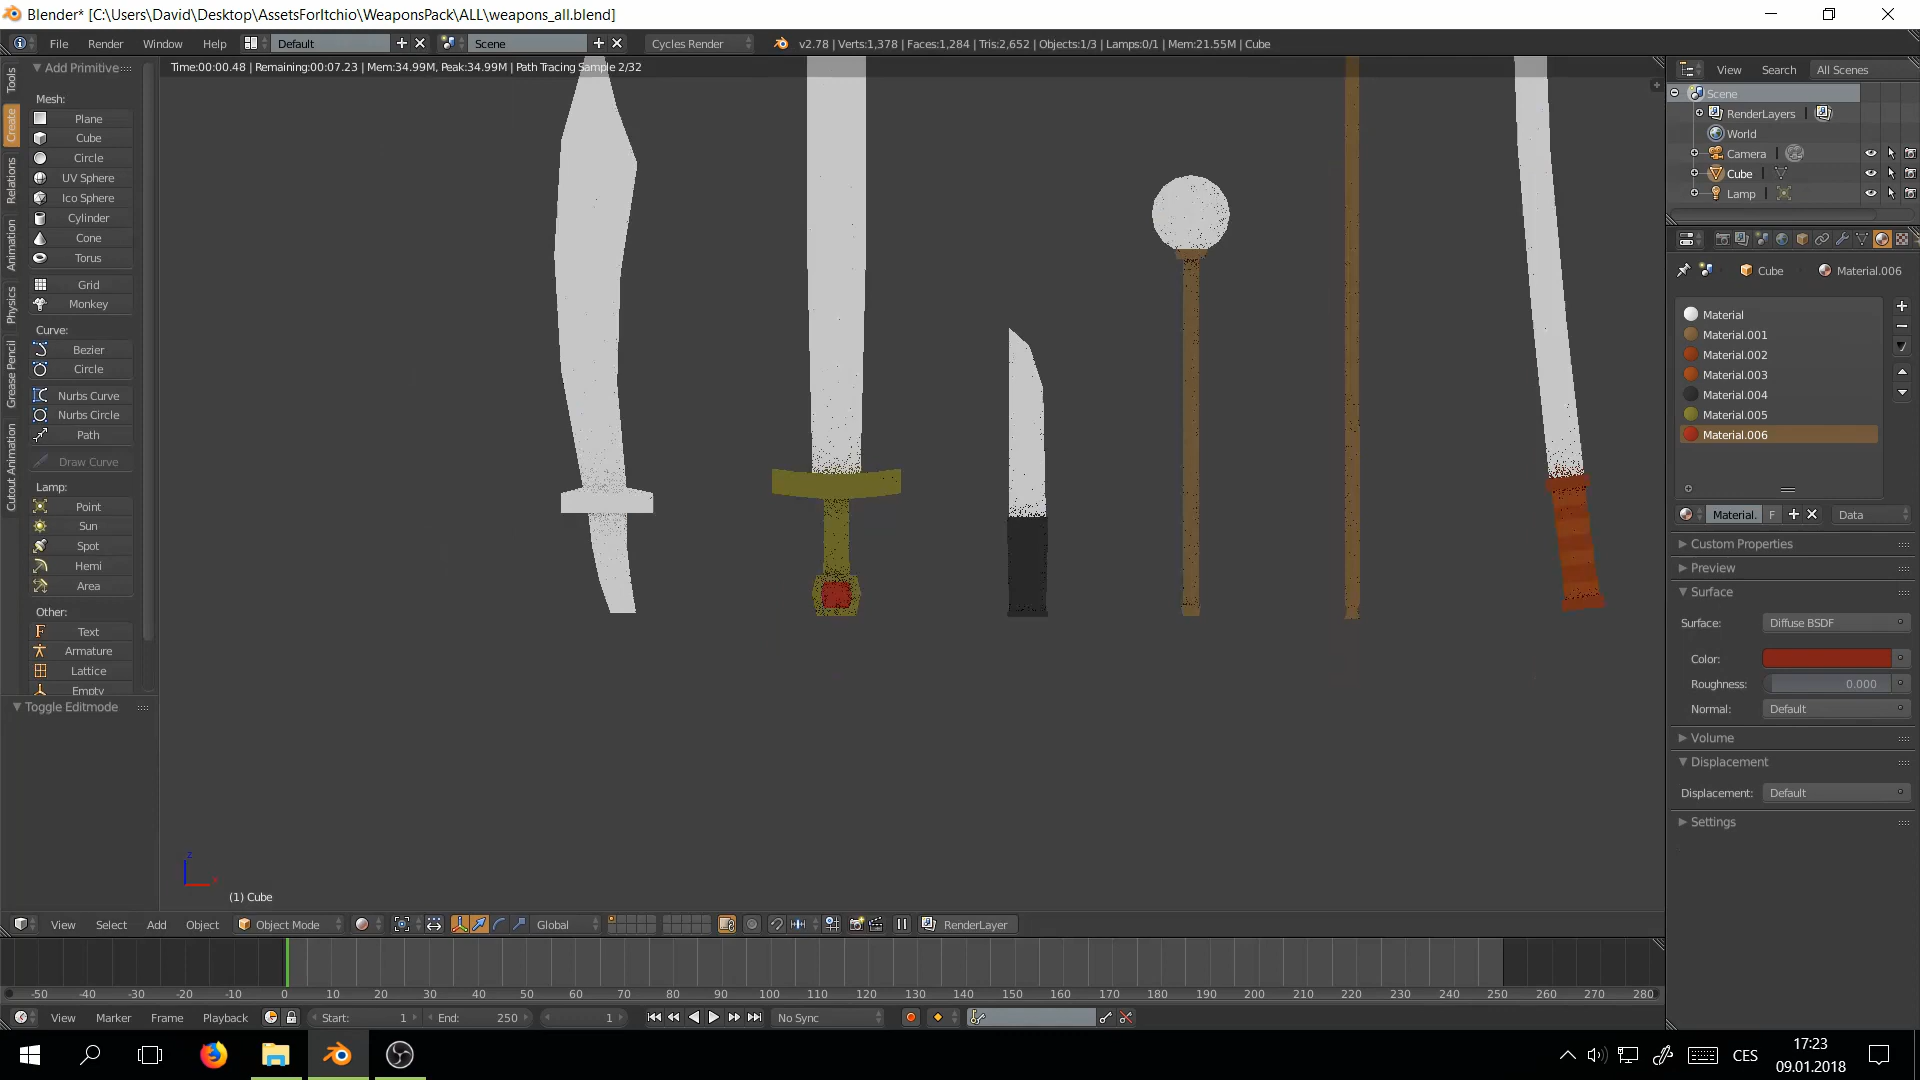 Blender* [C:\Users\David\Desktop\AssetsForItchio\WeaponsPack\ALL\weapons_all.blend]
File Render Window Help Default Scene Cycles Render v2.78 | Verts:1,378 | Faces:1,284 | Tris:2,652 | Objects:1/3 | Lamps:0/1 | Mem:21.55M | Cube
Time:00:00.48 | Remaining:00:07.23 | Mem:34.99M, Peak:34.99M | Path Tracing Sample 2/32
Tools
Create
Relations
Animation
Physics
Grease Pencil
Cutout Animation
Add Primitive
Mesh:
Plane
Cube
Circle
UV Sphere
Ico Sphere
Cylinder
Cone
Torus
Grid
Monkey
Curve:
Bezier
Circle
Nurbs Curve
Nurbs Circle
Path
Draw Curve
Lamp:
Point
Sun
Spot
Hemi
Area
Other:
Text
Armature
Lattice
Empty
Toggle Editmode
z
x
(1) Cube
View Search All Scenes
Scene
RenderLayers |
World
Camera |
Cube |
Lamp |
Cube Material.006
Material
Material.001
Material.002
Material.003
Material.004
Material.005
Material.006
Material. F Data
Custom Properties
Preview
Surface
Surface: Diffuse BSDF
Color:
Roughness: 0.000
Normal: Default
Volume
Displacement
Displacement: Default
Settings
View Select Add Object Object Mode Global RenderLayer
-50 -40 -30 -20 -10 0 10 20 30 40 50 60 70 80 90 100 110 120 130 140 150 160 170 180 190 200 210 220 230 240 250 260 270 280
View Marker Frame Playback Start: 1 End: 250 1 No Sync
CES
17:23
09.01.2018